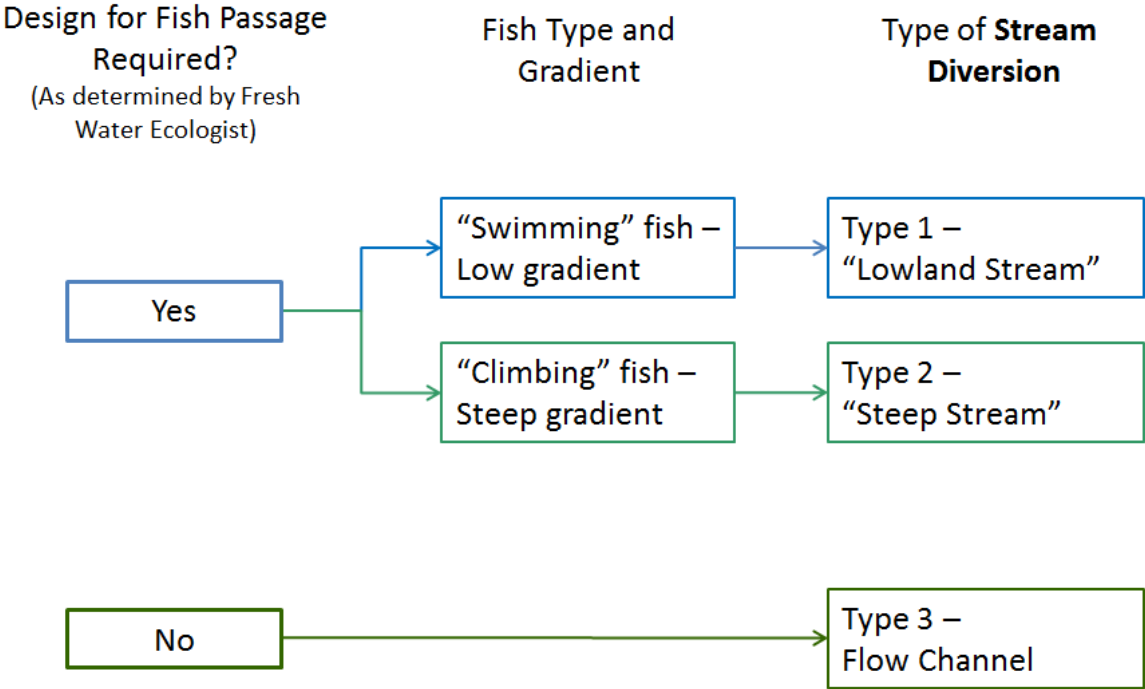 Design for Fish Passage
Required?
(As determined by Fresh
Water Ecologist)
Fish Type and
Gradient
Type of Stream
Diversion
Yes
“Swimming” fish –
Low gradient
Type 1 –
“Lowland Stream”
“Climbing” fish –
Steep gradient
Type 2 –
“Steep Stream”
No
Type 3 –
Flow Channel